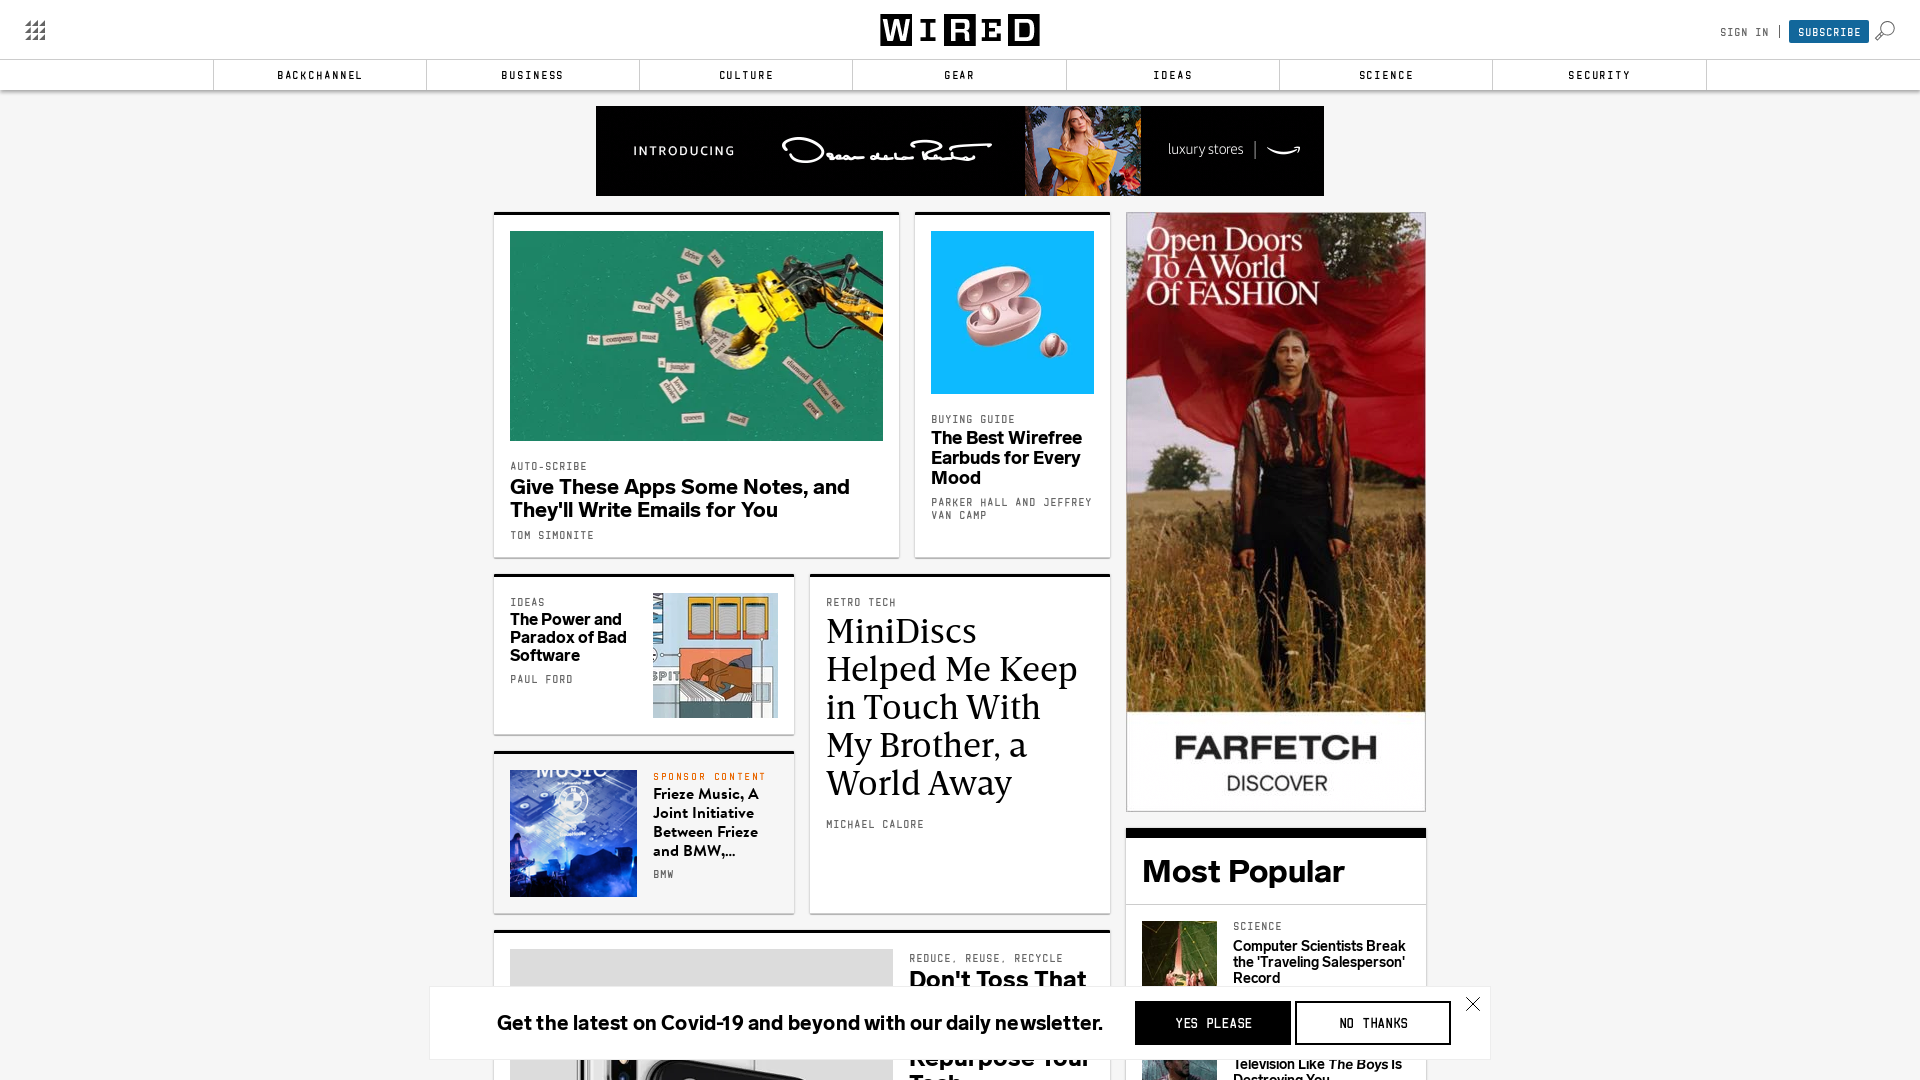 WIRED
SIGN IN
SUBSCRIBE
BACKCHANNEL
BUSINESS
CULTURE
GEAR
IDEAS
SCIENCE
SECURITY
INTRODUCING
Oscar de la Renta
luxury stores
AUTO-SCRIBE
Give These Apps Some Notes, and
They'll Write Emails for You
TOM SIMONITE
BUYING GUIDE
The Best Wirefree
Earbuds for Every
Mood
PARKER HALL AND JEFFREY
VAN CAMP
Open Doors
To A World
Of FASHION
FARFETCH
DISCOVER
IDEAS
The Power and
Paradox of Bad
Software
PAUL FORD
RETRO TECH
MiniDiscs
Helped Me Keep
in Touch With
My Brother, a
World Away
MICHAEL CALORE
MUSIC
SPONSOR CONTENT
Frieze Music, A
Joint Initiative
Between Frieze
and BMW,...
BMW
Most Popular
SCIENCE
Computer Scientists Break
the 'Traveling Salesperson'
Record
REDUCE, REUSE, RECYCLE
Don't Toss That
Repurpose Your
Tech
Get the latest on Covid-19 and beyond with our daily newsletter.
YES PLEASE
NO THANKS
Television Like The Boys Is
Destroying You